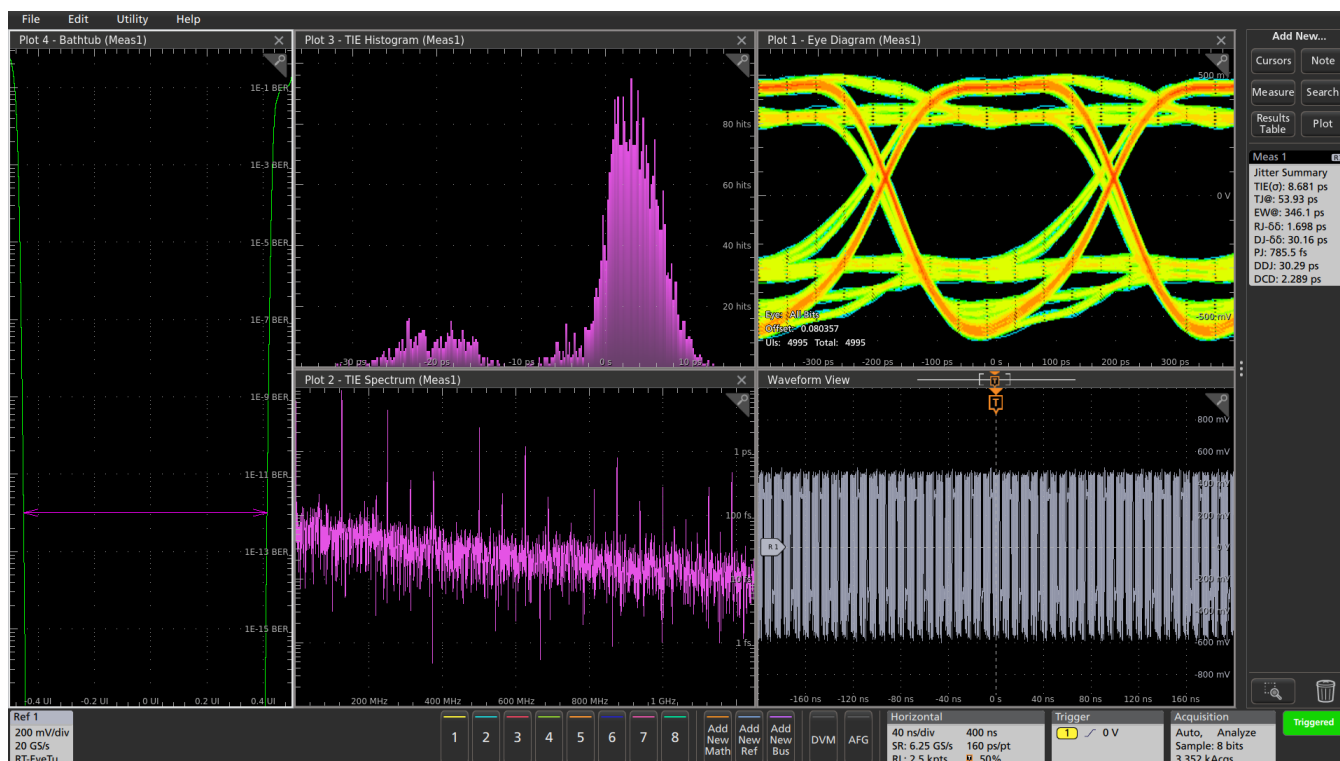 File Edit Utility Help
Plot 4 - Bathtub (Meas1)
1E-1 BER
1E-3 BER
1E-5 BER
1E-7 BER
1E-9 BER
1E-11 BER
1E-13 BER
1E-15 BER
-0.4 UI -0.2 UI 0 UI 0.2 UI 0.4 UI
Plot 3 - TIE Histogram (Meas1)
80 hits
60 hits
40 hits
20 hits
-30 ps -20 ps -10 ps 0 s 10 ps
Plot 1 - Eye Diagram (Meas1)
500 mV
0 V
-500 mV
Eye: All Bits
Offset: 0.080357
UIs: 4995 Total: 4995
-300 ps -200 ps -100 ps 0 s 100 ps 200 ps 300 ps
Plot 2 - TIE Spectrum (Meas1)
1 ps
100 fs
10 fs
1 fs
200 MHz 400 MHz 600 MHz 800 MHz 1 GHz
Waveform View
T
T
800 mV
600 mV
400 mV
200 mV
0 V
-200 mV
-400 mV
-600 mV
-800 mV
R1
-160 ns -120 ns -80 ns -40 ns 0 s 40 ns 80 ns 120 ns 160 ns
Add New...
Cursors Note
Measure Search
Results Table Plot
Meas 1 R
Jitter Summary
TIE(σ): 8.681 ps
TJ@: 53.93 ps
EW@: 346.1 ps
RJ-δδ: 1.698 ps
DJ-δδ: 30.16 ps
PJ: 785.5 fs
DDJ: 30.29 ps
DCD: 2.289 ps
Ref 1
200 mV/div
20 GS/s
RT-EyeTu
1 2 3 4 5 6 7 8
Add New Math
Add New Ref
Add New Bus
DVM AFG
Horizontal
40 ns/div 400 ns
SR: 6.25 GS/s 160 ps/pt
RL: 2.5 kpts T 50%
Trigger
1 0 V
Acquisition
Auto, Analyze
Sample: 8 bits
3.352 kAcqs
Triggered